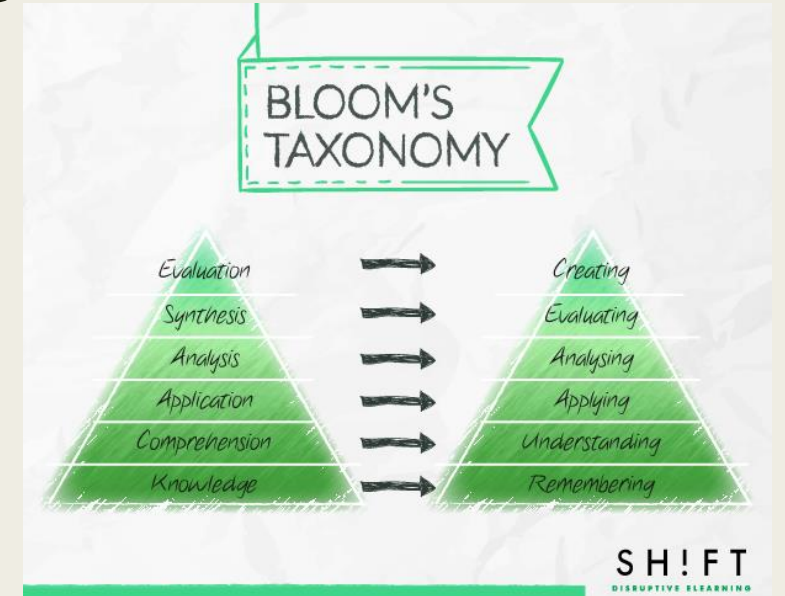 BLOOM'S
TAXONOMY
Evaluation
Synthesis
Analysis
Application
Comprehension
Knowledge
Creating
Evaluating
Analysing
Applying
Understanding
Remembering
SH!FT
DISRUPTIVE ELEARNING